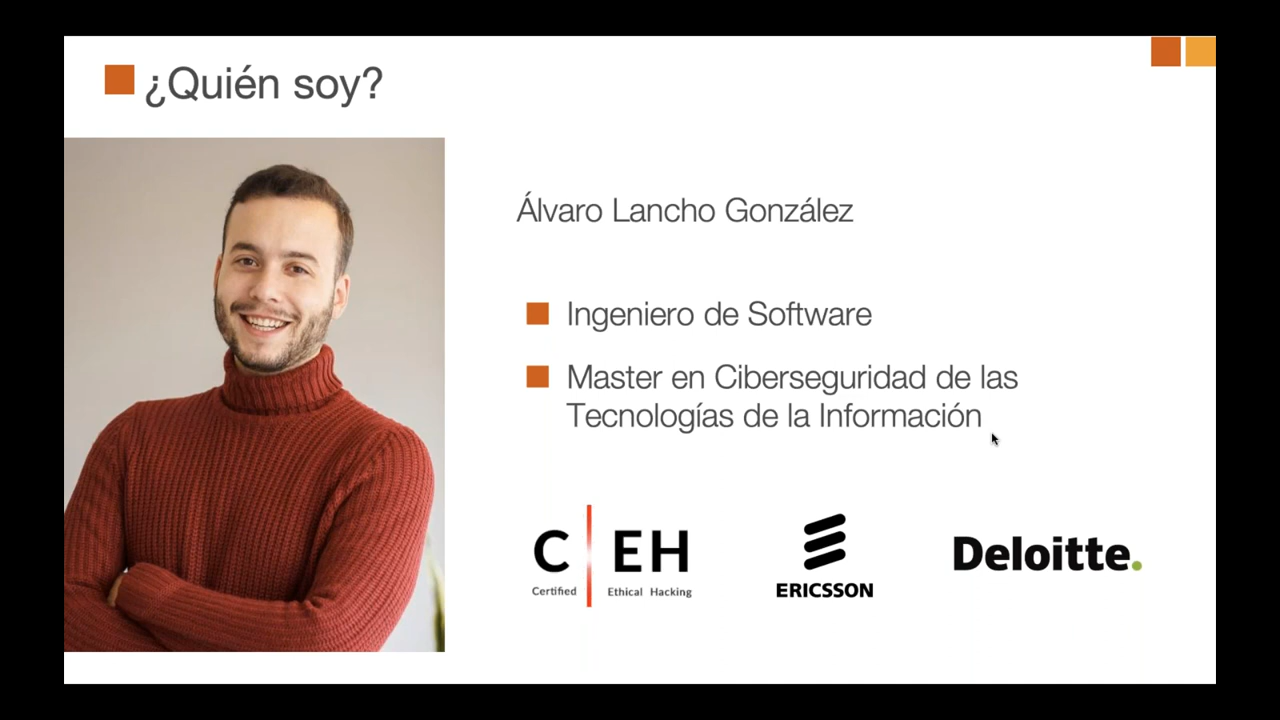 ¿Quién soy?
Álvaro Lancho González
Ingeniero de Software
Master en Ciberseguridad de las
Tecnologías de la Información
C EH
Certified Ethical Hacking
ERICSSON
Deloitte.